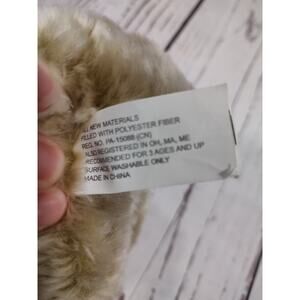 ALL NEW MATERIALS
FILLED WITH POLYESTER FIBER
REG. NO. PA-15088 (CN)
ALSO REGISTERED IN OH, MA, ME
RECOMMENDED FOR 3 AGES AND UP
SURFACE WASHABLE ONLY
MADE IN CHINA